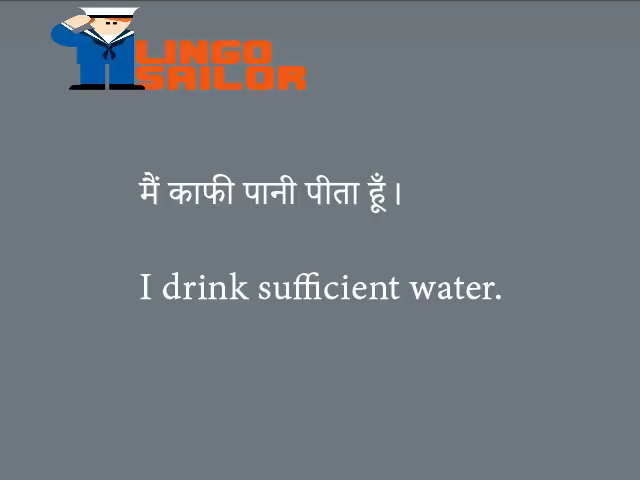 LINGO
SAILOR
मैं काफी पानी पीता हूँ।
I drink sufficient water.